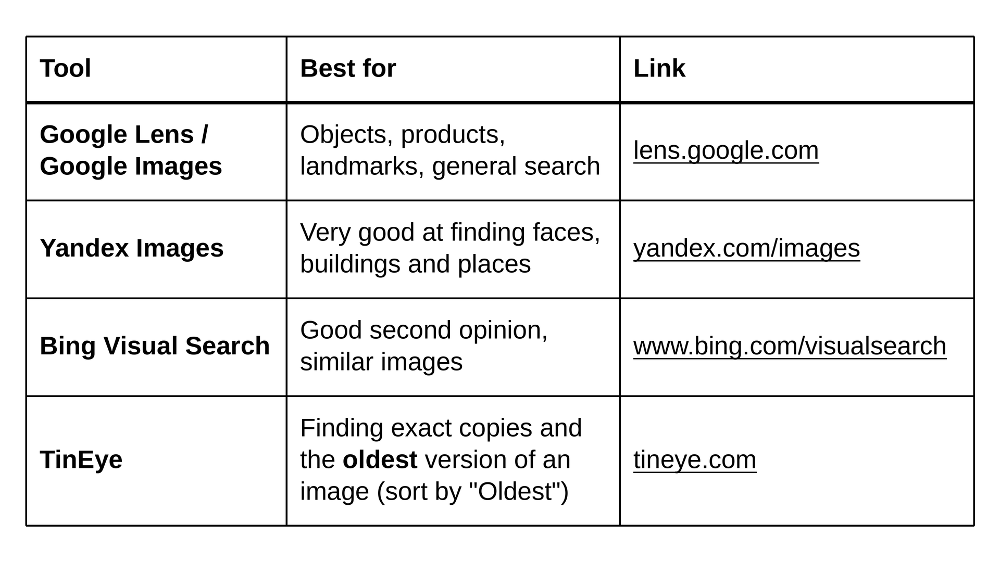 Tool
Best for
Link
Google Lens /
Google Images
Objects, products,
landmarks, general search
lens.google.com
Yandex Images
Very good at finding faces,
buildings and places
yandex.com/images
Bing Visual Search
Good second opinion,
similar images
www.bing.com/visualsearch
TinEye
Finding exact copies and
the oldest version of an
image (sort by "Oldest")
tineye.com